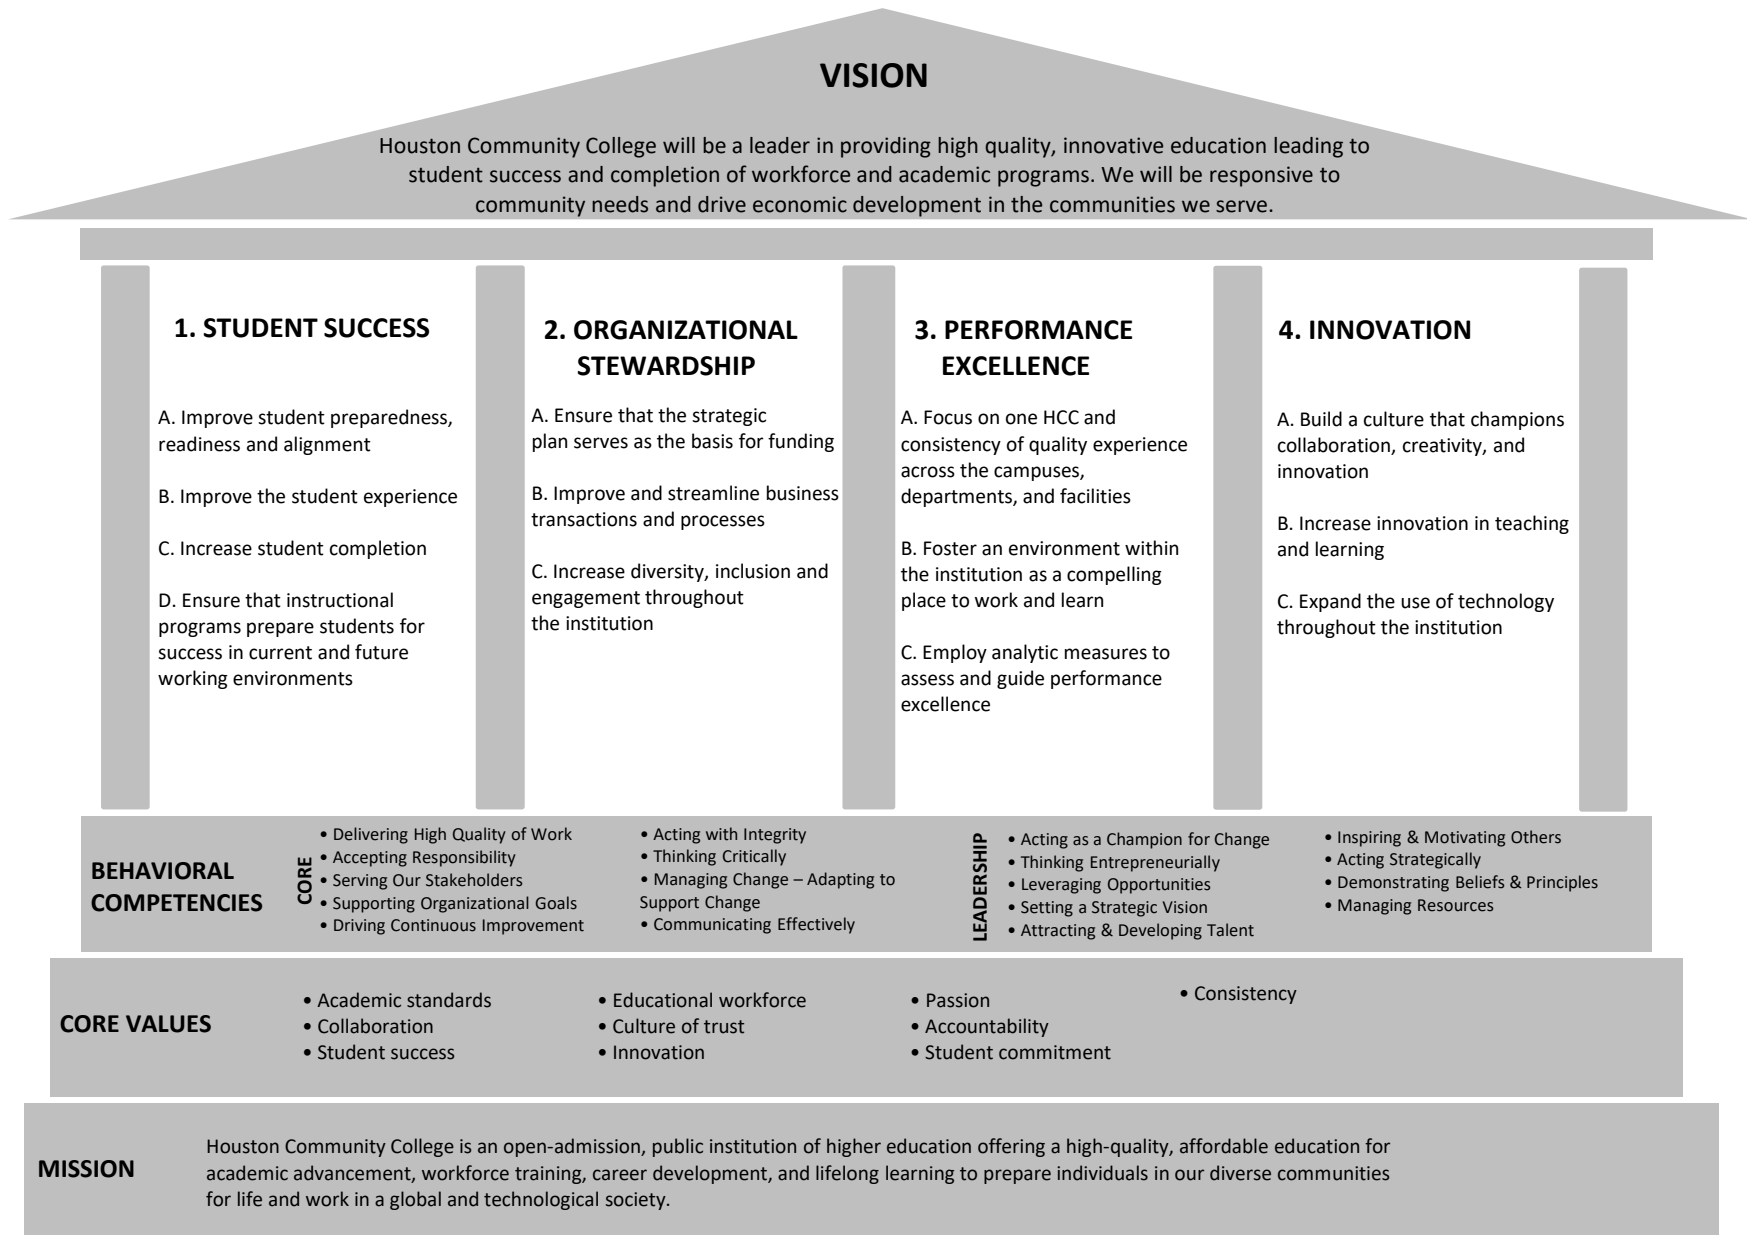 VISION
Houston Community College will be a leader in providing high quality, innovative education leading to
student success and completion of workforce and academic programs. We will be responsive to
community needs and drive economic development in the communities we serve.
1. STUDENT SUCCESS
A. Improve student preparedness,
readiness and alignment
B. Improve the student experience
C. Increase student completion
D. Ensure that instructional
programs prepare students for
success in current and future
working environments
2. ORGANIZATIONAL
STEWARDSHIP
A. Ensure that the strategic
plan serves as the basis for funding
B. Improve and streamline business
transactions and processes
C. Increase diversity, inclusion and
engagement throughout
the institution
3. PERFORMANCE
EXCELLENCE
A. Focus on one HCC and
consistency of quality experience
across the campuses,
departments, and facilities
B. Foster an environment within
the institution as a compelling
place to work and learn
C. Employ analytic measures to
assess and guide performance
excellence
4. INNOVATION
A. Build a culture that champions
collaboration, creativity, and
innovation
B. Increase innovation in teaching
and learning
C. Expand the use of technology
throughout the institution
BEHAVIORAL
COMPETENCIES
CORE
• Delivering High Quality of Work
• Accepting Responsibility
• Serving Our Stakeholders
• Supporting Organizational Goals
• Driving Continuous Improvement
• Acting with Integrity
• Thinking Critically
• Managing Change – Adapting to
Support Change
• Communicating Effectively
LEADERSHIP
• Acting as a Champion for Change
• Thinking Entrepreneurially
• Leveraging Opportunities
• Setting a Strategic Vision
• Attracting & Developing Talent
• Inspiring & Motivating Others
• Acting Strategically
• Demonstrating Beliefs & Principles
• Managing Resources
CORE VALUES
• Academic standards
• Collaboration
• Student success
• Educational workforce
• Culture of trust
• Innovation
• Passion
• Accountability
• Student commitment
• Consistency
MISSION
Houston Community College is an open-admission, public institution of higher education offering a high-quality, affordable education for
academic advancement, workforce training, career development, and lifelong learning to prepare individuals in our diverse communities
for life and work in a global and technological society.